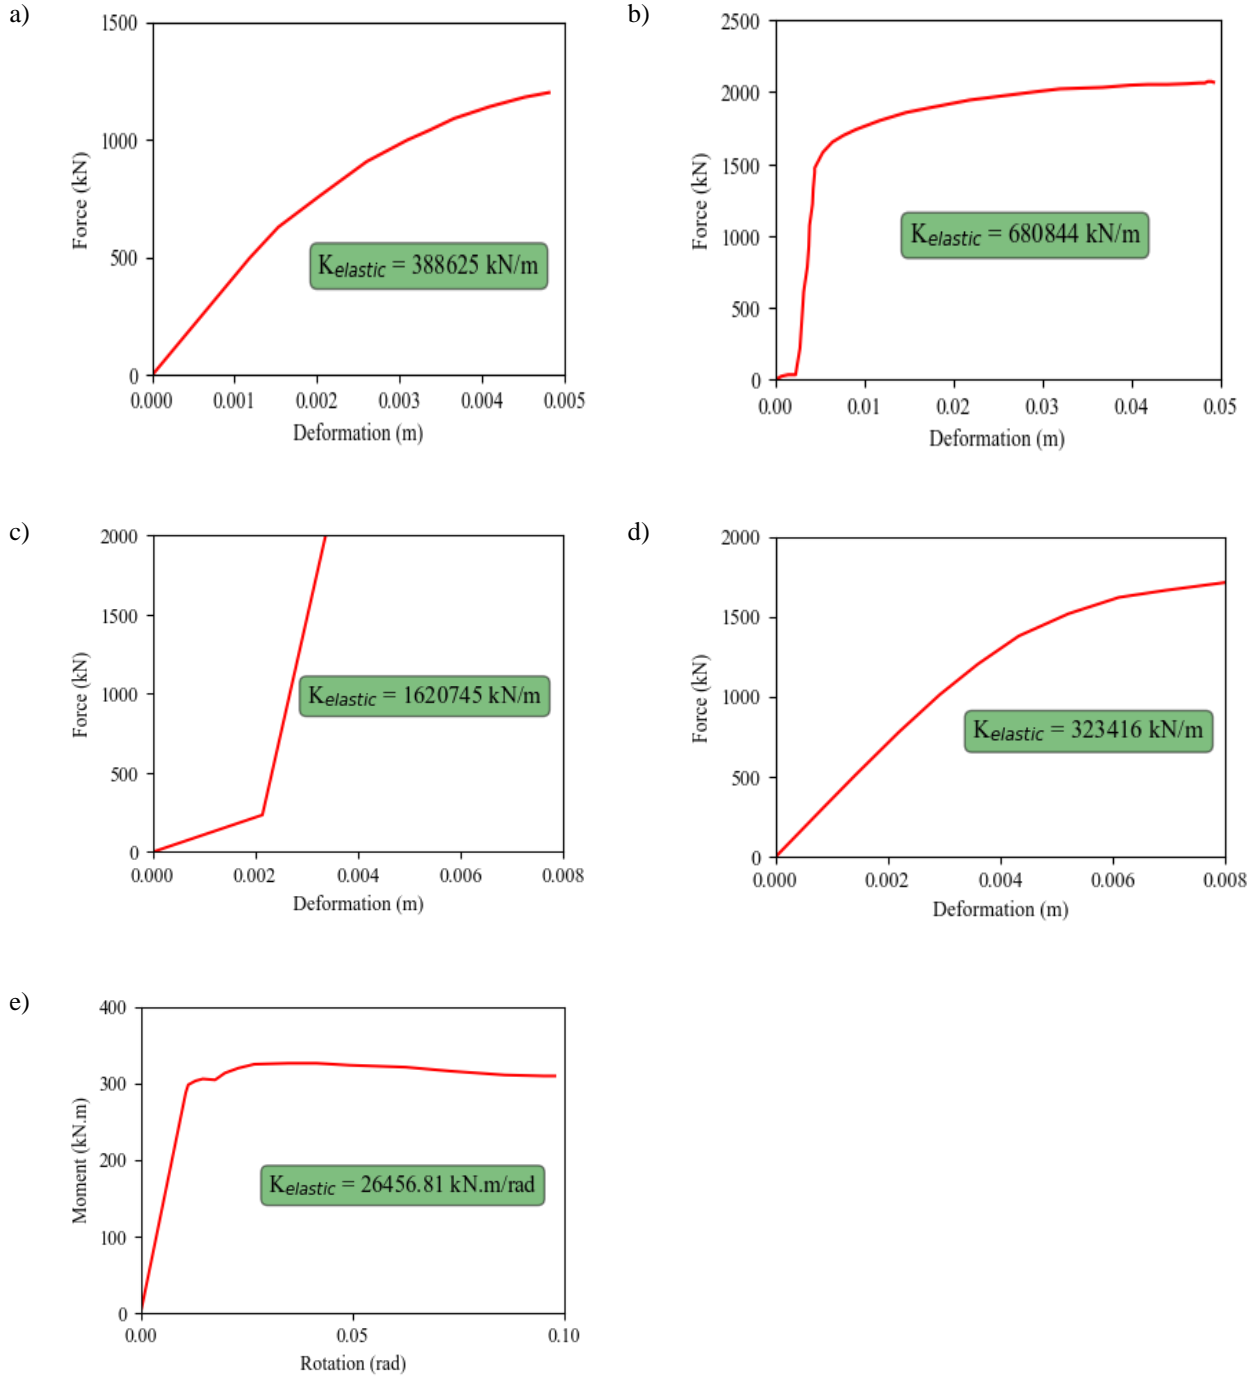 a)
1500
1000
500
0
Force (kN)
K_elastic = 388625 kN/m
0.000 0.001 0.002 0.003 0.004 0.005
Deformation (m)
b)
2500
2000
1500
1000
500
0
Force (kN)
K_elastic = 680844 kN/m
0.00 0.01 0.02 0.03 0.04 0.05
Deformation (m)
c)
2000
1500
1000
500
0
Force (kN)
K_elastic = 1620745 kN/m
0.000 0.002 0.004 0.006 0.008
Deformation (m)
d)
2000
1500
1000
500
0
Force (kN)
K_elastic = 323416 kN/m
0.000 0.002 0.004 0.006 0.008
Deformation (m)
e)
400
300
200
100
0
Moment (kN.m)
K_elastic = 26456.81 kN.m/rad
0.00 0.05 0.10
Rotation (rad)